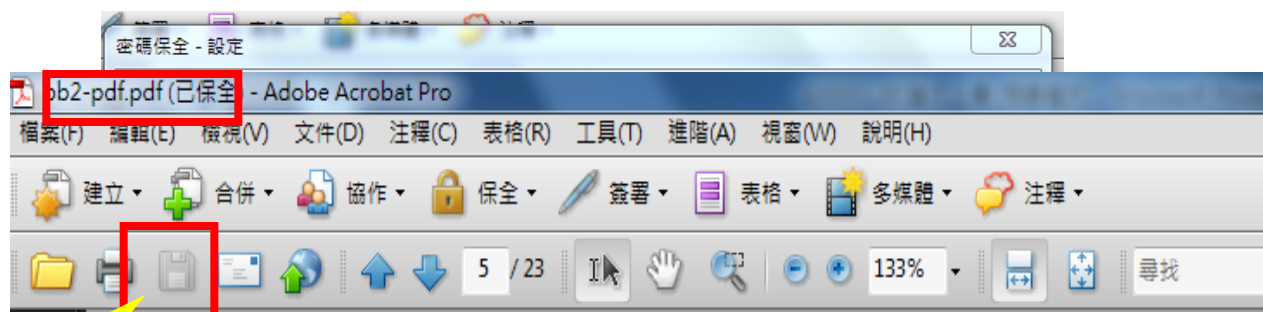 密碼保全 - 設定
bb2-pdf.pdf (已保全) - Adobe Acrobat Pro
檔案(F) 編輯(E) 檢視(V) 文件(D) 注釋(C) 表格(R) 工具(T) 進階(A) 視窗(W) 說明(H)
建立 合併 協作 保全 簽署 表格 多媒體 注釋
5 / 23 133% 尋找